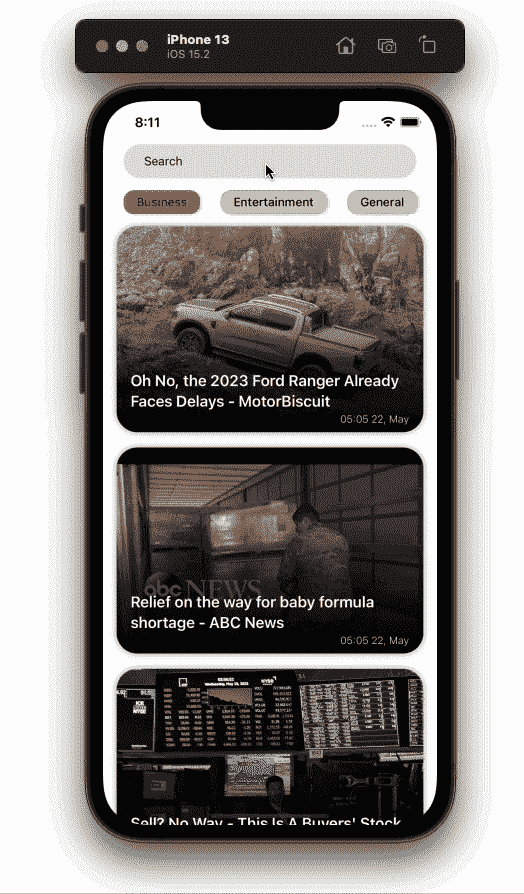 iPhone 13
iOS 15.2
8:11
Search
Business
Entertainment
General
Oh No, the 2023 Ford Ranger Already
Faces Delays - MotorBiscuit
05:05 22, May
abc NEWS
Relief on the way for baby formula
shortage - ABC News
05:05 22, May
Sell? No Way - This Is A Buyers' Stock